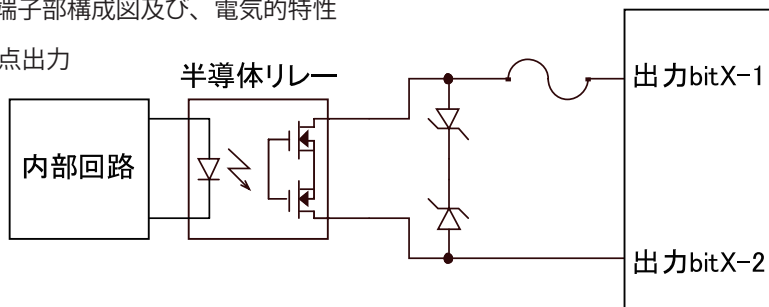 端子部構成図及び、電気的特性
点出力
半導体リレー
内部回路
出力bitX-1
出力bitX-2